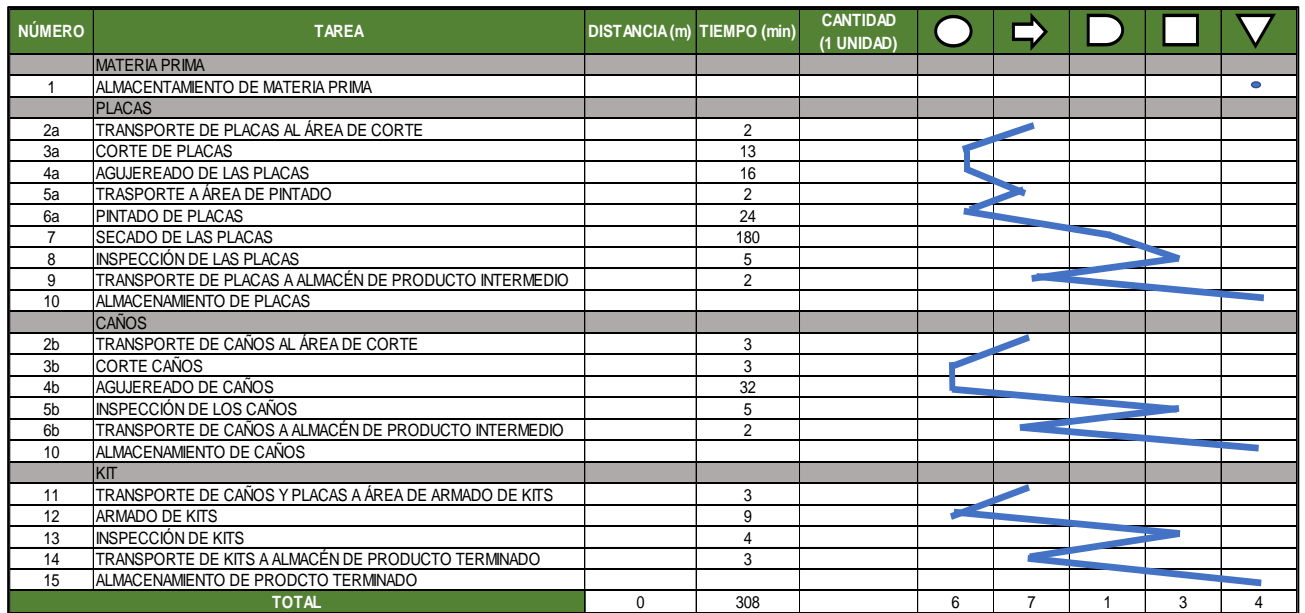 NÚMERO TAREA DISTANCIA (m) TIEMPO (min) CANTIDAD (1 UNIDAD)
MATERIA PRIMA
1 ALMACENTAMIENTO DE MATERIA PRIMA
PLACAS
2a TRANSPORTE DE PLACAS AL ÁREA DE CORTE 2
3a CORTE DE PLACAS 13
4a AGUJEREADO DE LAS PLACAS 16
5a TRASPORTE A ÁREA DE PINTADO 2
6a PINTADO DE PLACAS 24
7 SECADO DE LAS PLACAS 180
8 INSPECCIÓN DE LAS PLACAS 5
9 TRANSPORTE DE PLACAS A ALMACÉN DE PRODUCTO INTERMEDIO 2
10 ALMACENAMIENTO DE PLACAS
CAÑOS
2b TRANSPORTE DE CAÑOS AL ÁREA DE CORTE 3
3b CORTE CAÑOS 3
4b AGUJEREADO DE CAÑOS 32
5b INSPECCIÓN DE LOS CAÑOS 5
6b TRANSPORTE DE CAÑOS A ALMACÉN DE PRODUCTO INTERMEDIO 2
10 ALMACENAMIENTO DE CAÑOS
KIT
11 TRANSPORTE DE CAÑOS Y PLACAS A ÁREA DE ARMADO DE KITS 3
12 ARMADO DE KITS 9
13 INSPECCIÓN DE KITS 4
14 TRANSPORTE DE KITS A ALMACÉN DE PRODUCTO TERMINADO 3
15 ALMACENAMIENTO DE PRODCTO TERMINADO
TOTAL 0 308 6 7 1 3 4